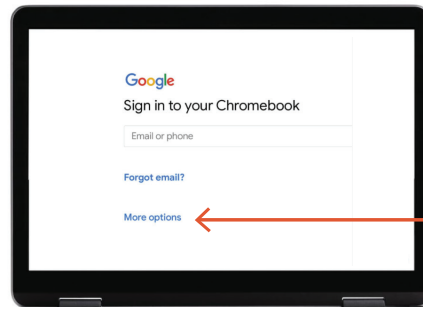 Google
Sign in to your Chromebook
Email or phone
Forgot email?
More options